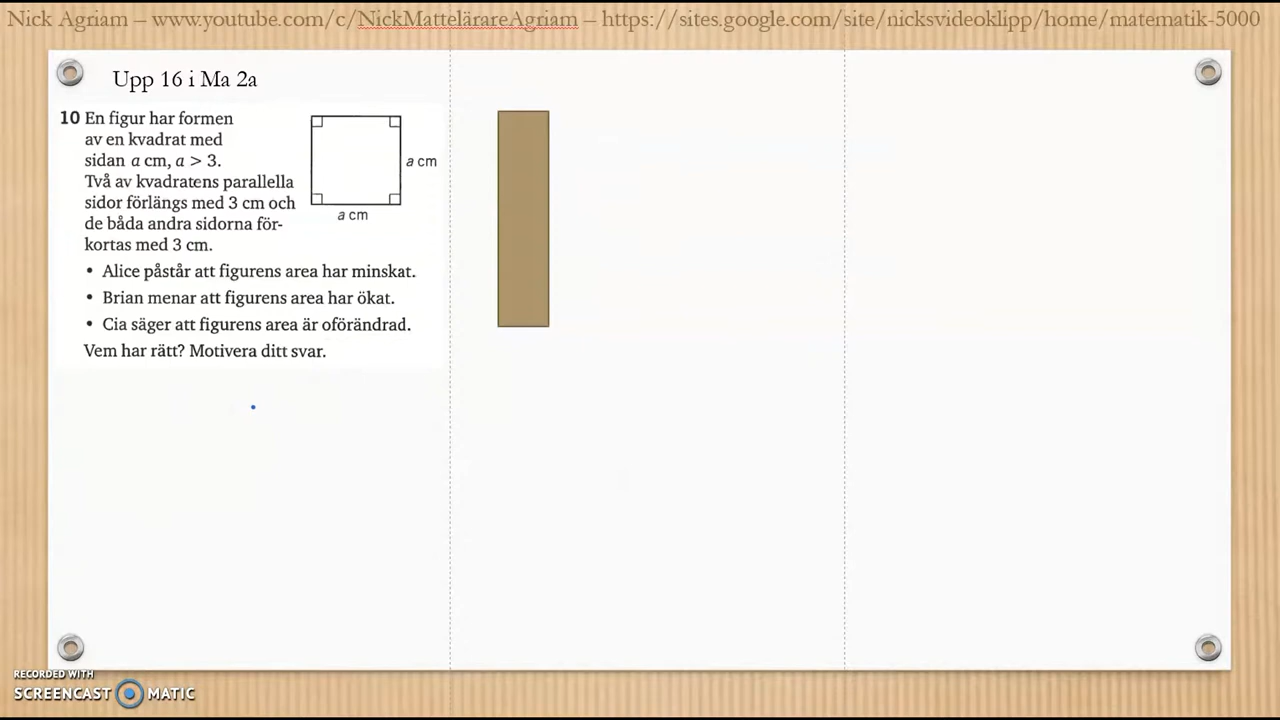 Nick Agriam – www.youtube.com/c/NickMattelärareAgriam – https://sites.google.com/site/nicksvideoklipp/home/matematik-5000
Upp 16 i Ma 2a
10 En figur har formen
av en kvadrat med
sidan a cm, a > 3.
Två av kvadratens parallella
sidor förlängs med 3 cm och
de båda andra sidorna för-
kortas med 3 cm.
a cm
a cm
• Alice påstår att figurens area har minskat.
• Brian menar att figurens area har ökat.
• Cia säger att figurens area är oförändrad.
Vem har rätt? Motivera ditt svar.
RECORDED WITH
SCREENCAST MATIC